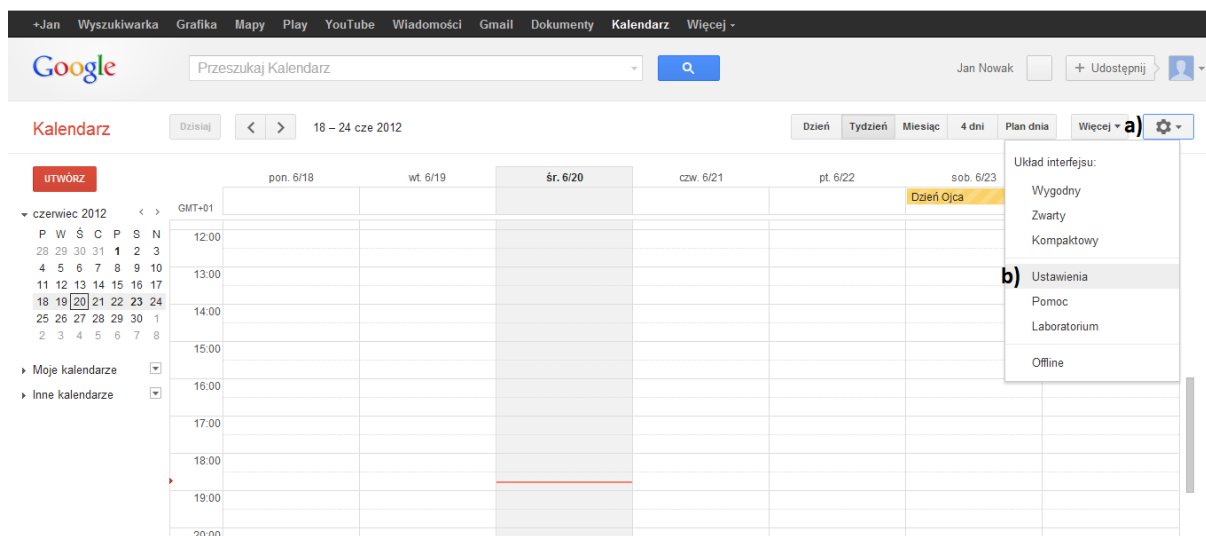 +Jan Wyszukiwarka Grafika Mapy Play YouTube Wiadomości Gmail Dokumenty Kalendarz Więcej
Google Przeszukaj Kalendarz Jan Nowak + Udostępnij
Kalendarz Dzisiaj < > 18 – 24 cze 2012 Dzień Tydzień Miesiąc 4 dni Plan dnia Więcej a)
UTWÓRZ
pon. 6/18 wt. 6/19 śr. 6/20 czw. 6/21 pt. 6/22 sob. 6/23
GMT+01 Dzień Ojca
czerwiec 2012 < >
P W Ś C P S N
28 29 30 31 1 2 3
4 5 6 7 8 9 10
11 12 13 14 15 16 17
18 19 20 21 22 23 24
25 26 27 28 29 30 1
2 3 4 5 6 7 8
Moje kalendarze
Inne kalendarze
12:00
13:00
14:00
15:00
16:00
17:00
18:00
19:00
20:00
Układ interfejsu:
Wygodny
Zwarty
Kompaktowy
b) Ustawienia
Pomoc
Laboratorium
Offline